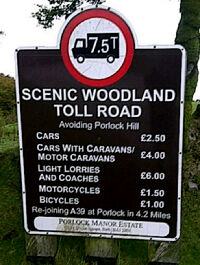 7.5T
SCENIC WOODLAND
TOLL ROAD
Avoiding Porlock Hill
CARS £2.50
CARS WITH CARAVANS/
MOTOR CARAVANS £4.00
LIGHT LORRIES
AND COACHES £6.00
MOTORCYCLES £1.50
BICYCLES £1.00
Re-joining A39 at Porlock in 4.2 Miles
PORLOCK MANOR ESTATE